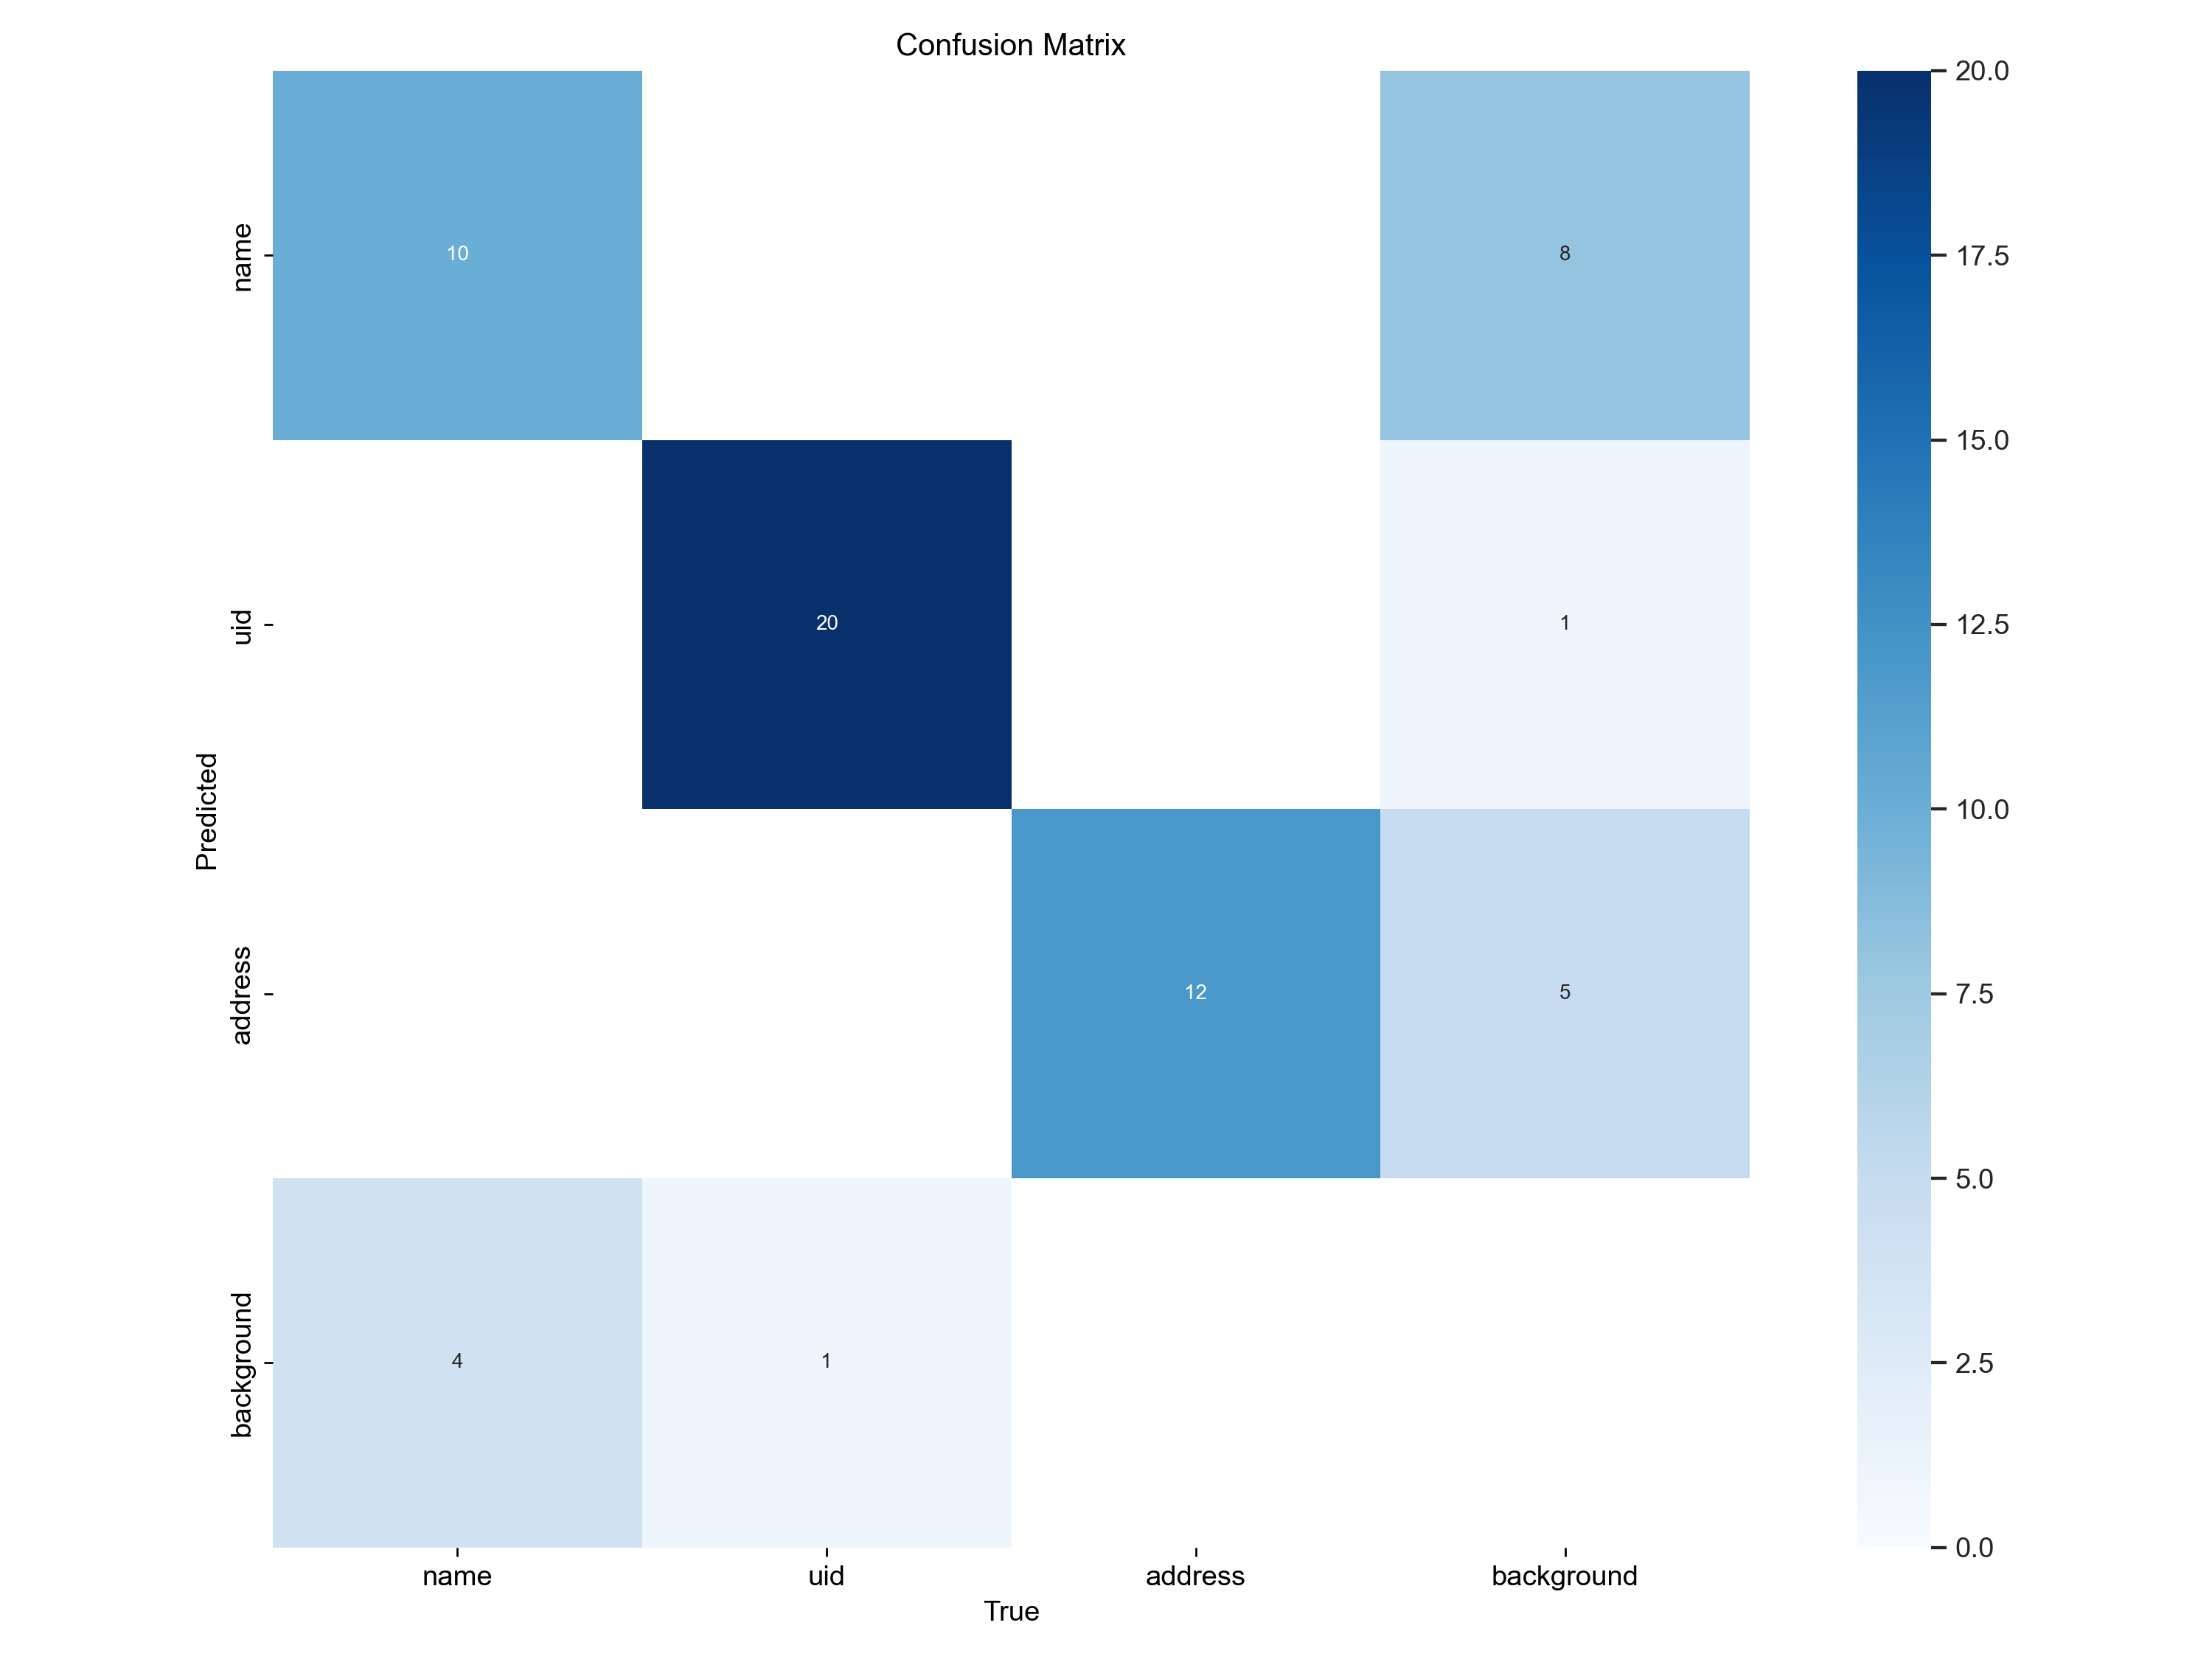 Confusion Matrix
name
10
8
uid
20
1
address
12
5
background
4
1
Predicted
name
uid
address
background
True
20.0
17.5
15.0
12.5
10.0
7.5
5.0
2.5
0.0